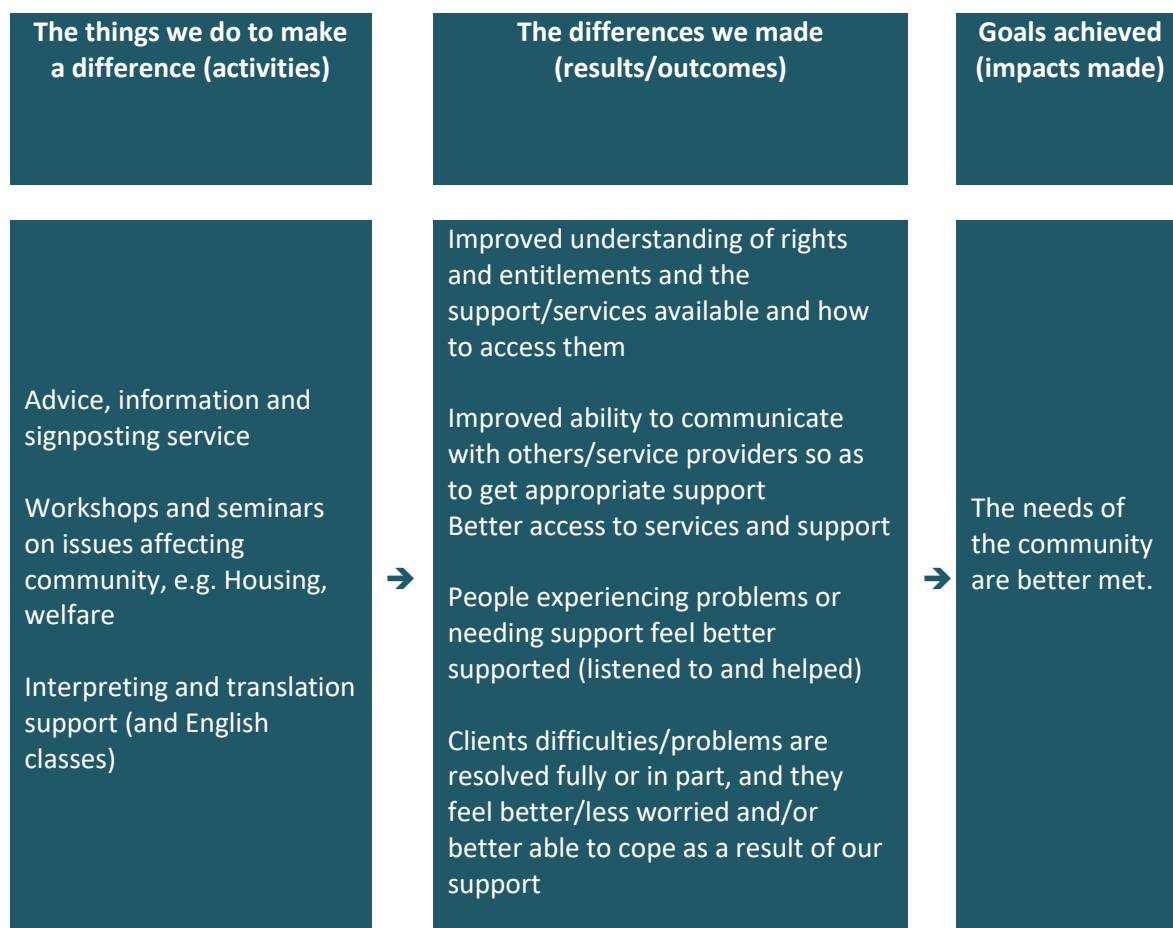 The things we do to make
a difference (activities)
The differences we made
(results/outcomes)
Goals achieved
(impacts made)
Advice, information and
signposting service
Workshops and seminars
on issues affecting
community, e.g. Housing,
welfare
Interpreting and translation
support (and English
classes)
➔
Improved understanding of rights
and entitlements and the
support/services available and how
to access them
Improved ability to communicate
with others/service providers so as
to get appropriate support
Better access to services and support
People experiencing problems or
needing support feel better
supported (listened to and helped)
Clients difficulties/problems are
resolved fully or in part, and they
feel better/less worried and/or
better able to cope as a result of our
support
➔
The needs of
the community
are better met.